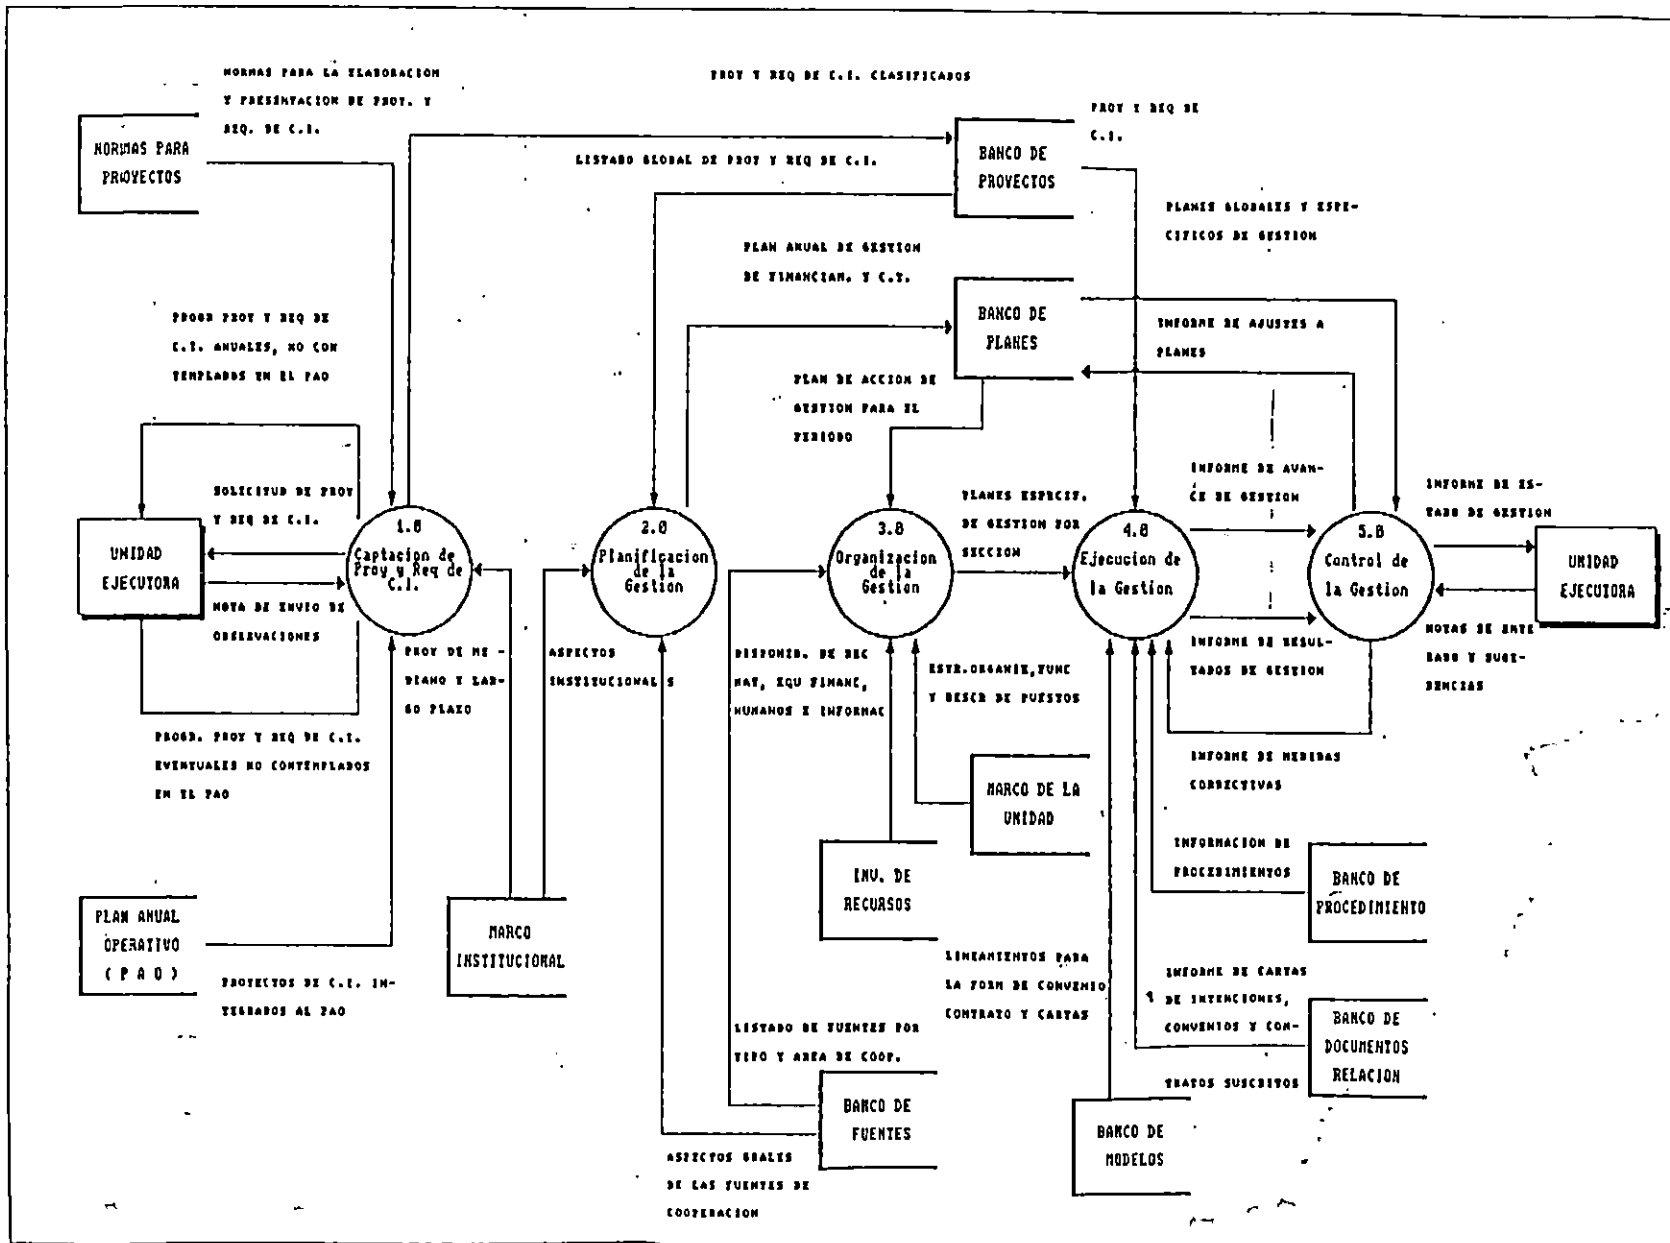 NORMAS PARA LA ELABORACION
Y PRESENTACION DE PROY. Y
REQ. DE C.I.
PROY Y REQ DE C.I. CLASIFICADOS
PROY Y REQ DE
C.I.
NORMAS PARA
PROYECTOS
LISTADO GLOBAL DE PROY Y REQ DE C.I.
BANCO DE
PROYECTOS
PLANES GLOBALES Y ESPE-
CIFICOS DE GESTION
PLAN ANUAL DE GESTION
DE FINANCIAM. Y C.T.
PROGR PROY Y REQ DE
C.I. ANUALES, NO CON
TEMPLADOS EN EL PAO
BANCO DE
PLANES
INFORME DE AJUSTES A
PLANES
PLAN DE ACCION DE
GESTION PARA EL
PERIODO
SOLICITUD DE PROY
Y REQ DE C.I.
PLANES ESPECIF.
DE GESTION POR
SECCION
INFORME DE AVAN-
CE DE GESTION
INFORME DE ES-
TADO DE GESTION
UNIDAD
EJECUTORA
1.0
Captacion de
Proy y Req de
C.I.
2.0
Planificacion
de la
Gestion
3.0
Organizacion
de la
Gestion
4.0
Ejecucion de
la Gestion
5.0
Control de
la Gestion
UNIDAD
EJECUTORA
NOTA DE ENVIO DE
OBSERVACIONES
PROY DE ME -
DIANO Y LAR-
GO PLAZO
ASPECTOS
INSTITUCIONALES
DISPONIB. DE REC
MAT, EQU FINANC,
HUMANOS E INFORMAC
ESTR.ORGANIZ,FUNC
Y DESCR DE PUESTOS
INFORME DE RESUL-
TADOS DE GESTION
NOTAS DE ENTE
RADO Y SUGE-
RENCIAS
PROGR. PROY Y REQ DE C.I.
EVENTUALES NO CONTEMPLADOS
EN EL PAO
INFORME DE MEDIDAS
CORRECTIVAS
MARCO DE LA
UNIDAD
INV. DE
RECURSOS
INFORMACION DE
PROCEDIMIENTOS
BANCO DE
PROCEDIMIENTO
PLAN ANUAL
OPERATIVO
( P A O )
MARCO
INSTITUCIONAL
PROYECTOS DE C.I. IN-
TEGRADOS AL PAO
LINEAMIENTOS PARA
LA FORM DE CONVENIO
CONTRATO Y CARTAS
INFORME DE CARTAS
DE INTENCIONES,
CONVENIOS Y CON-
TRATOS SUSCRITOS
BANCO DE
DOCUMENTOS
RELACION
LISTADO DE FUENTES POR
TIPO Y AREA DE COOP.
BANCO DE
FUENTES
BANCO DE
MODELOS
ASPECTOS GRALES
DE LAS FUENTES DE
COOPERACION